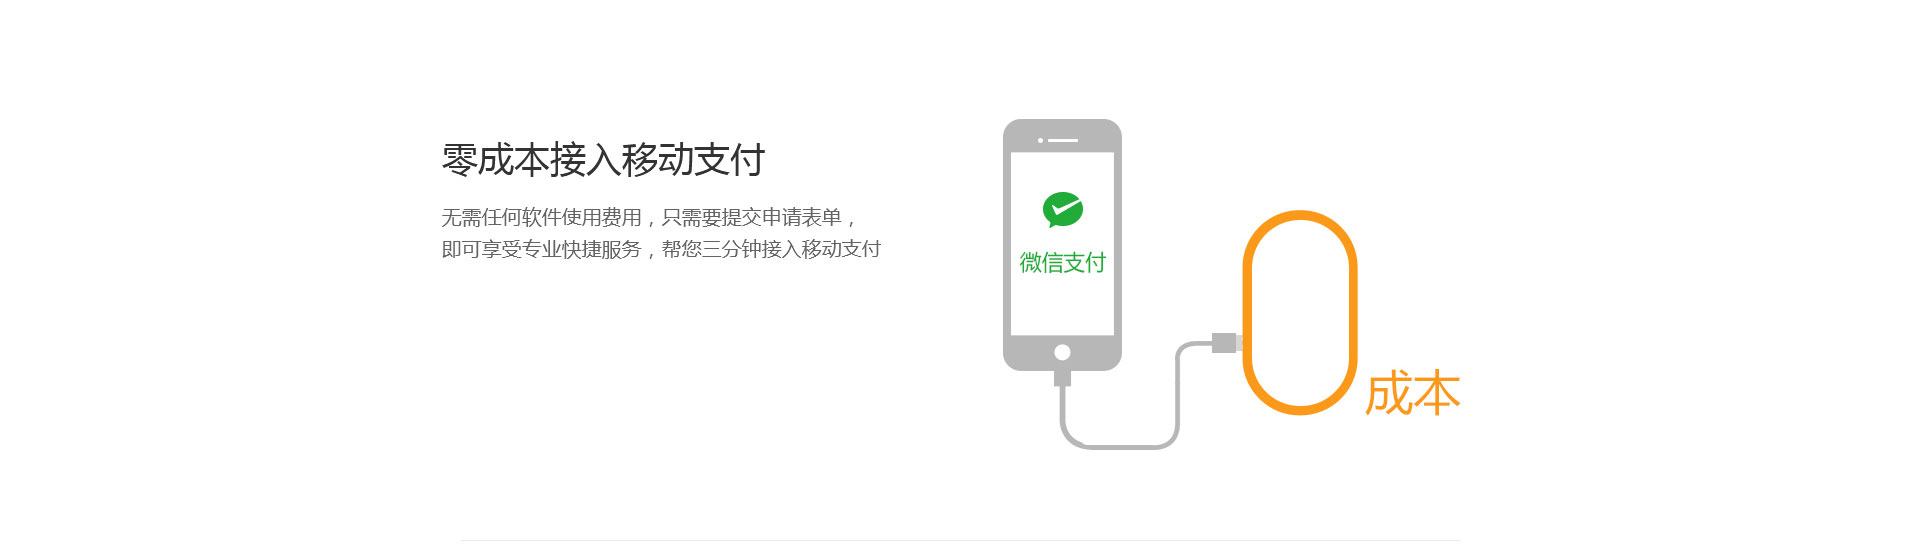 零成本接入移动支付
无需任何软件使用费用，只需要提交申请表单，
即可享受专业快捷服务，帮您三分钟接入移动支付
微信支付
0成本